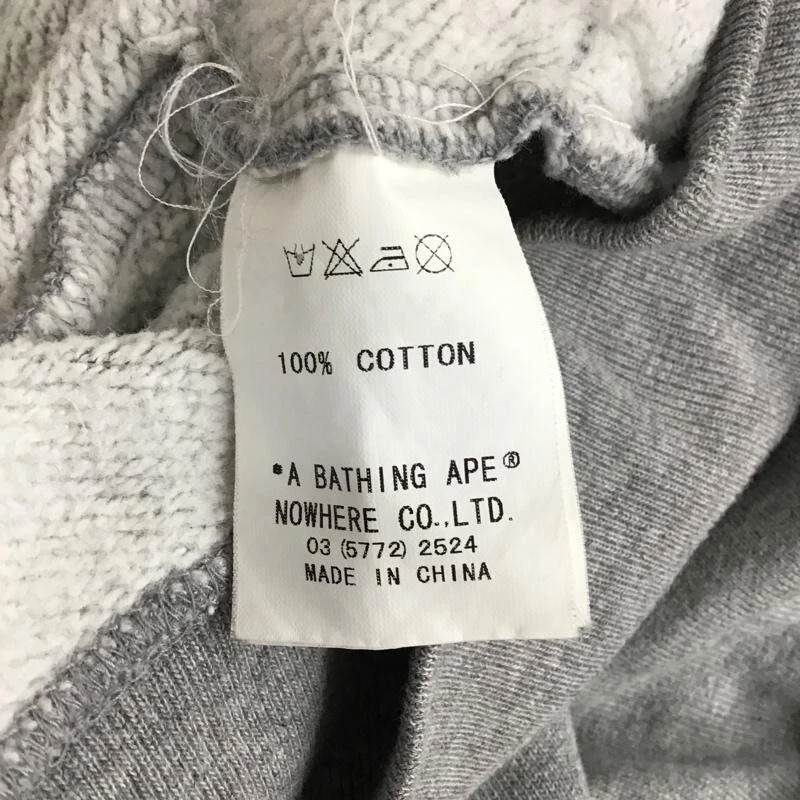 100% COTTON
*A BATHING APE®
NOWHERE CO.,LTD.
03 (5772) 2524
MADE IN CHINA